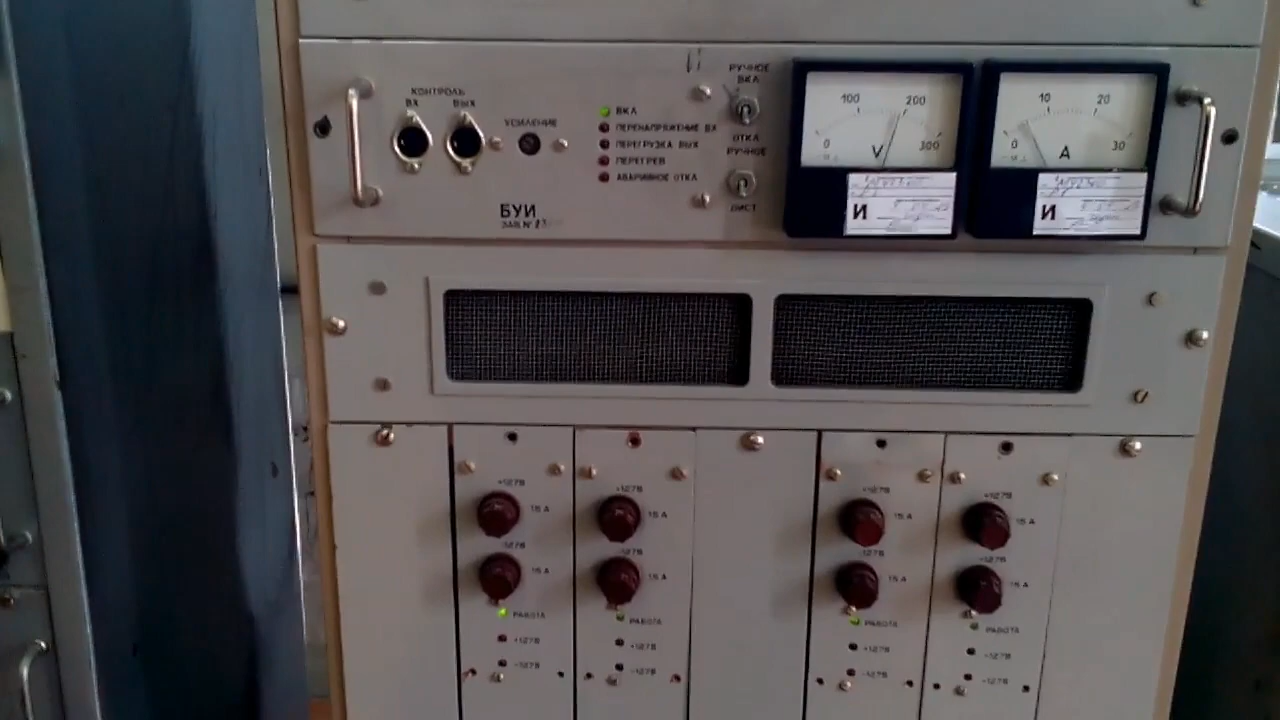 КОНТРОЛЬ
ВХ ВЫХ
УСИЛЕНИЕ
ВКЛ
ПЕРЕНАПРЯЖЕНИЕ ВХ
ПЕРЕГРУЗКА ВЫХ
ПЕРЕГРЕВ
АВАРИЙНОЕ ОТКЛ
БУИ
ЗАВ. №
РУЧНОЕ
ВКЛ
ОТКЛ
РУЧНОЕ
ДИСТ
0 100 200 300
V
И
0 10 20 30
A
И
+127В
15 А
-127В
15 А
РАБОТА
+127В
-127В
+127В
15 А
-127В
15 А
РАБОТА
+127В
-127В
+127В
15 А
-127В
15 А
РАБОТА
+127В
-127В
+127В
15 А
-127В
15 А
РАБОТА
+127В
-127В